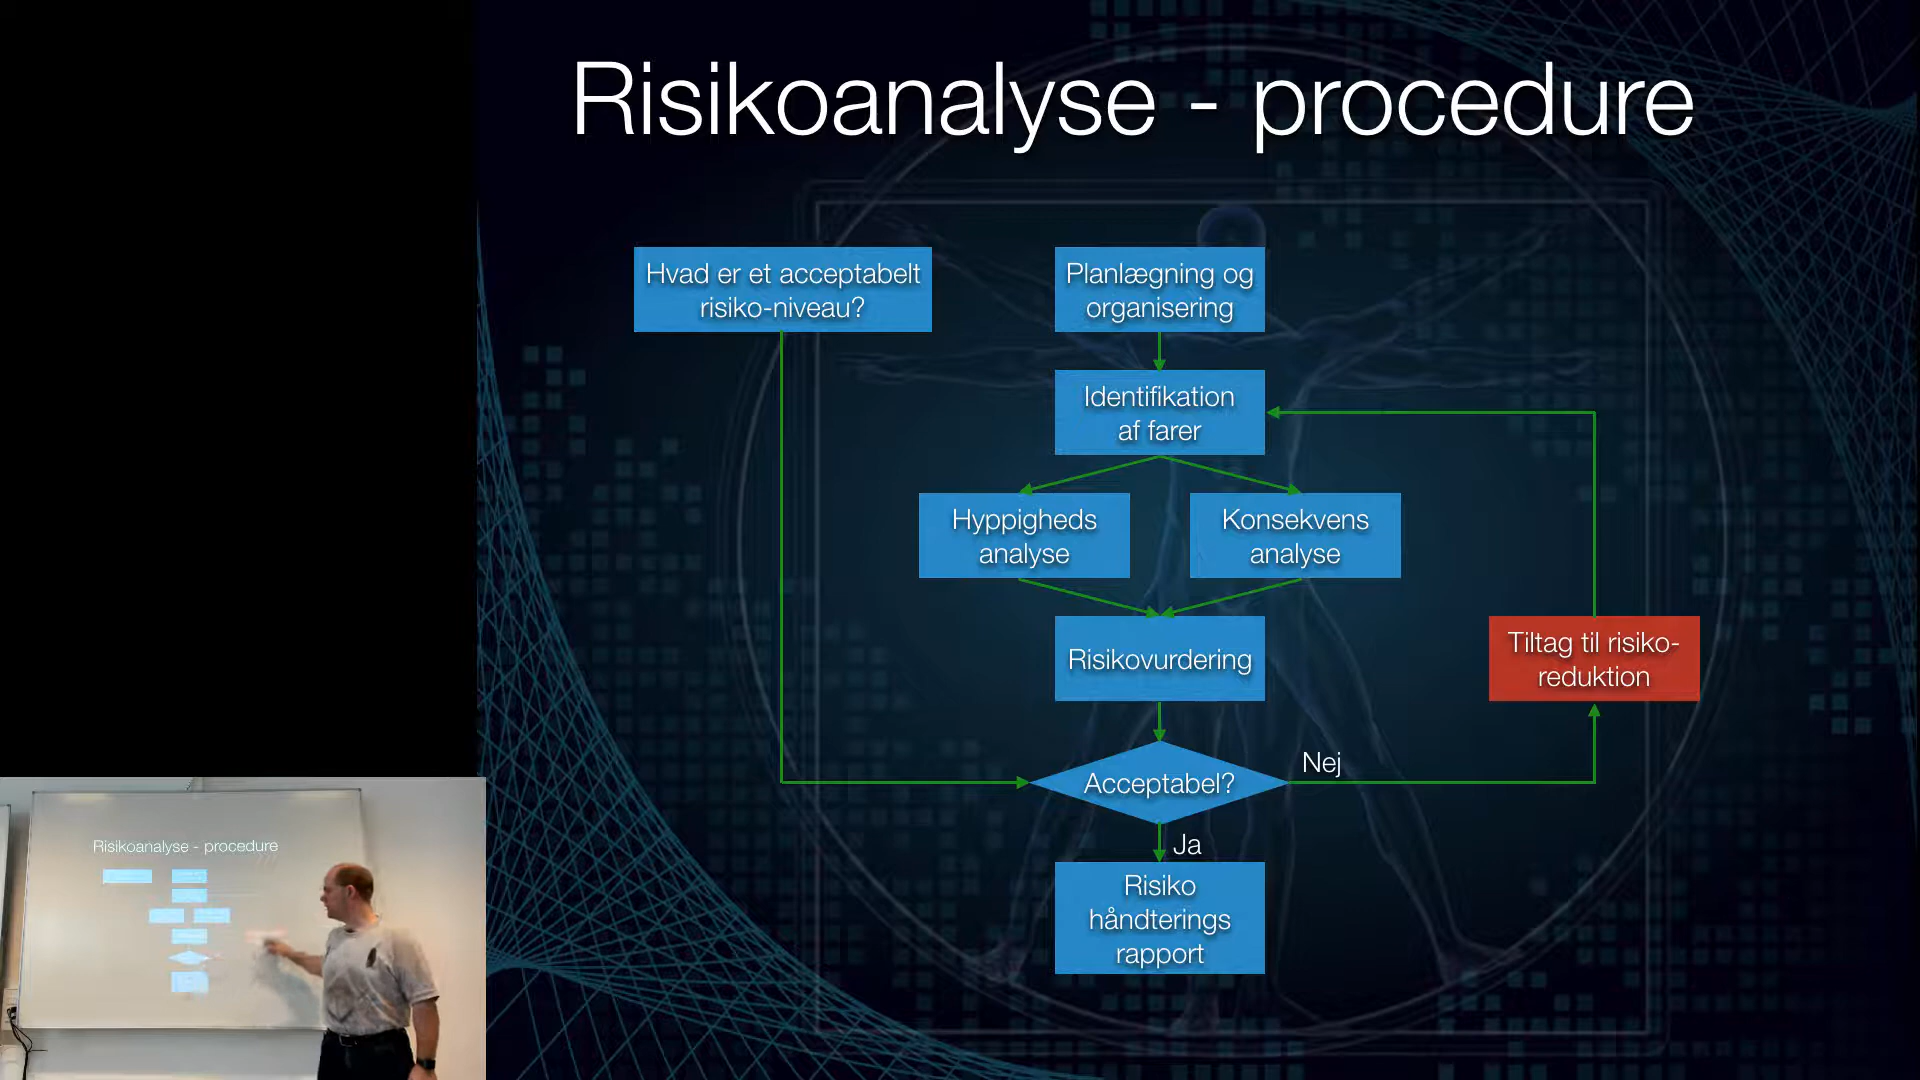 Risikoanalyse - procedure
Hvad er et acceptabelt
risiko-niveau?
Planlægning og
organisering
Identifikation
af farer
Hyppigheds
analyse
Konsekvens
analyse
Risikovurdering
Tiltag til risiko-
reduktion
Acceptabel?
Nej
Ja
Risiko
håndterings
rapport
Risikoanalyse - procedure